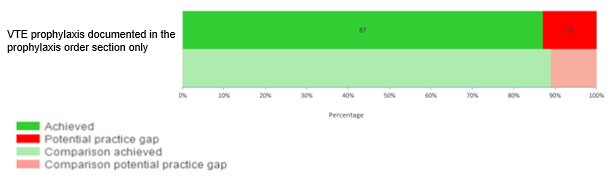 VTE prophylaxis documented in the
prophylaxis order section only
87
0% 10% 20% 30% 40% 50% 60% 70% 80% 90% 100%
Percentage
Achieved
Potential practice gap
Comparison achieved
Comparison potential practice gap